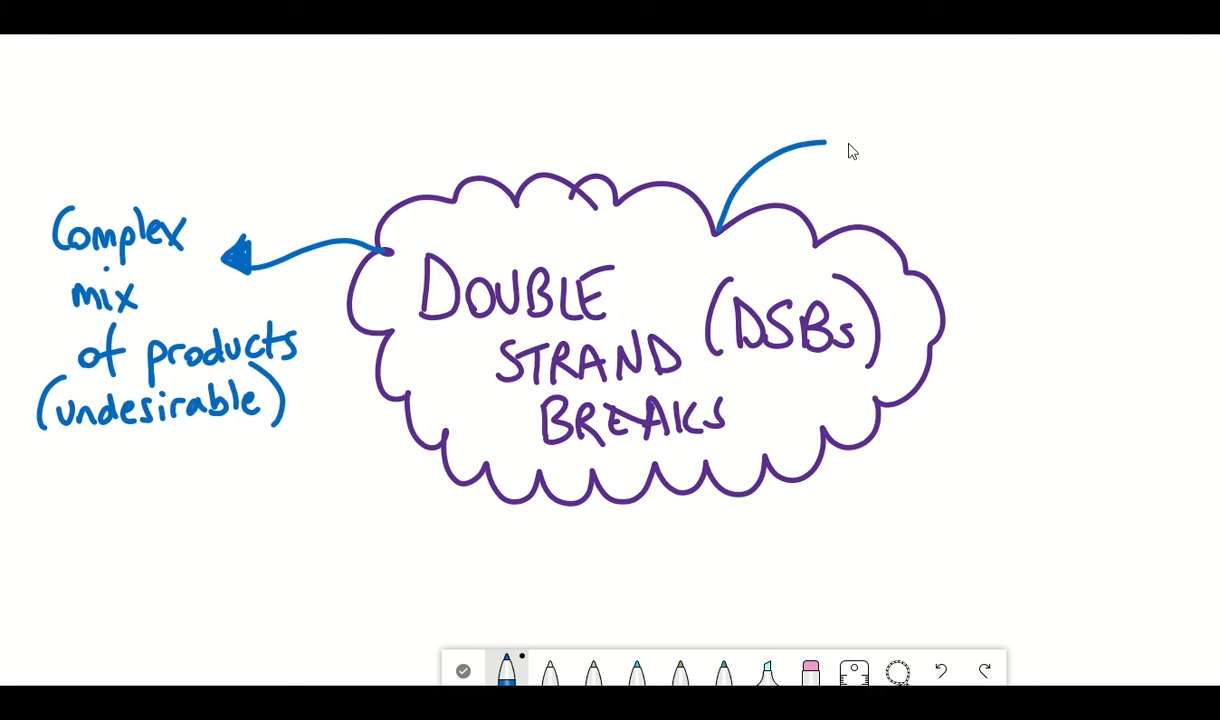 Complex
mix
of products
(undesirable)
DOUBLE
STRAND
BREAKS
(DSBs)